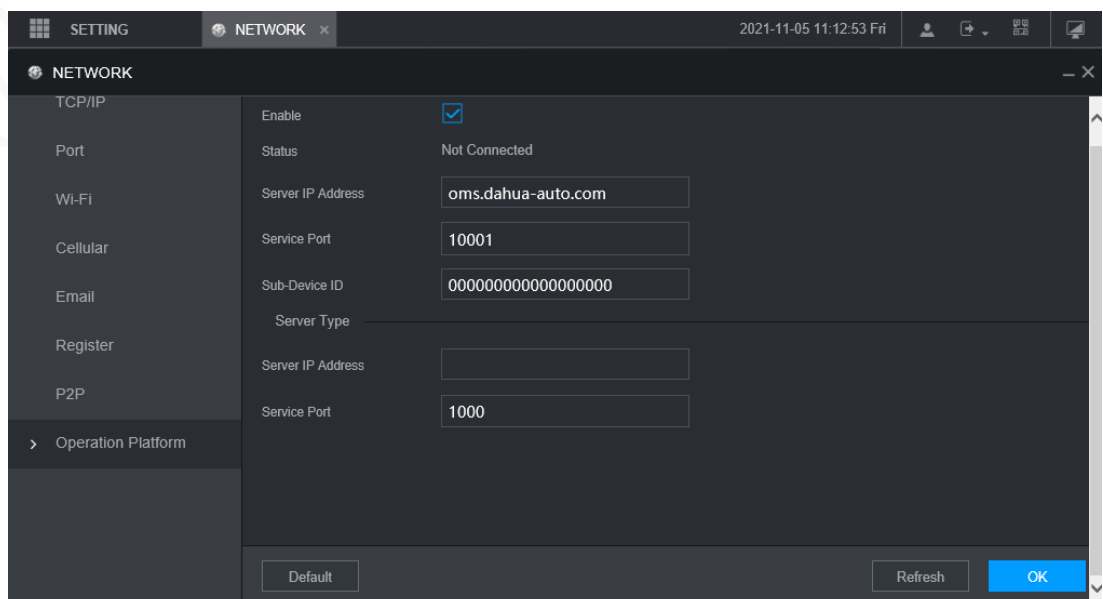 SETTING NETWORK × 2021-11-05 11:12:53 Fri
NETWORK
TCP/IP
Port
Wi-Fi
Cellular
Email
Register
P2P
Operation Platform
Enable
Status Not Connected
Server IP Address oms.dahua-auto.com
Service Port 10001
Sub-Device ID 000000000000000000
Server Type
Server IP Address
Service Port 1000
Default Refresh OK